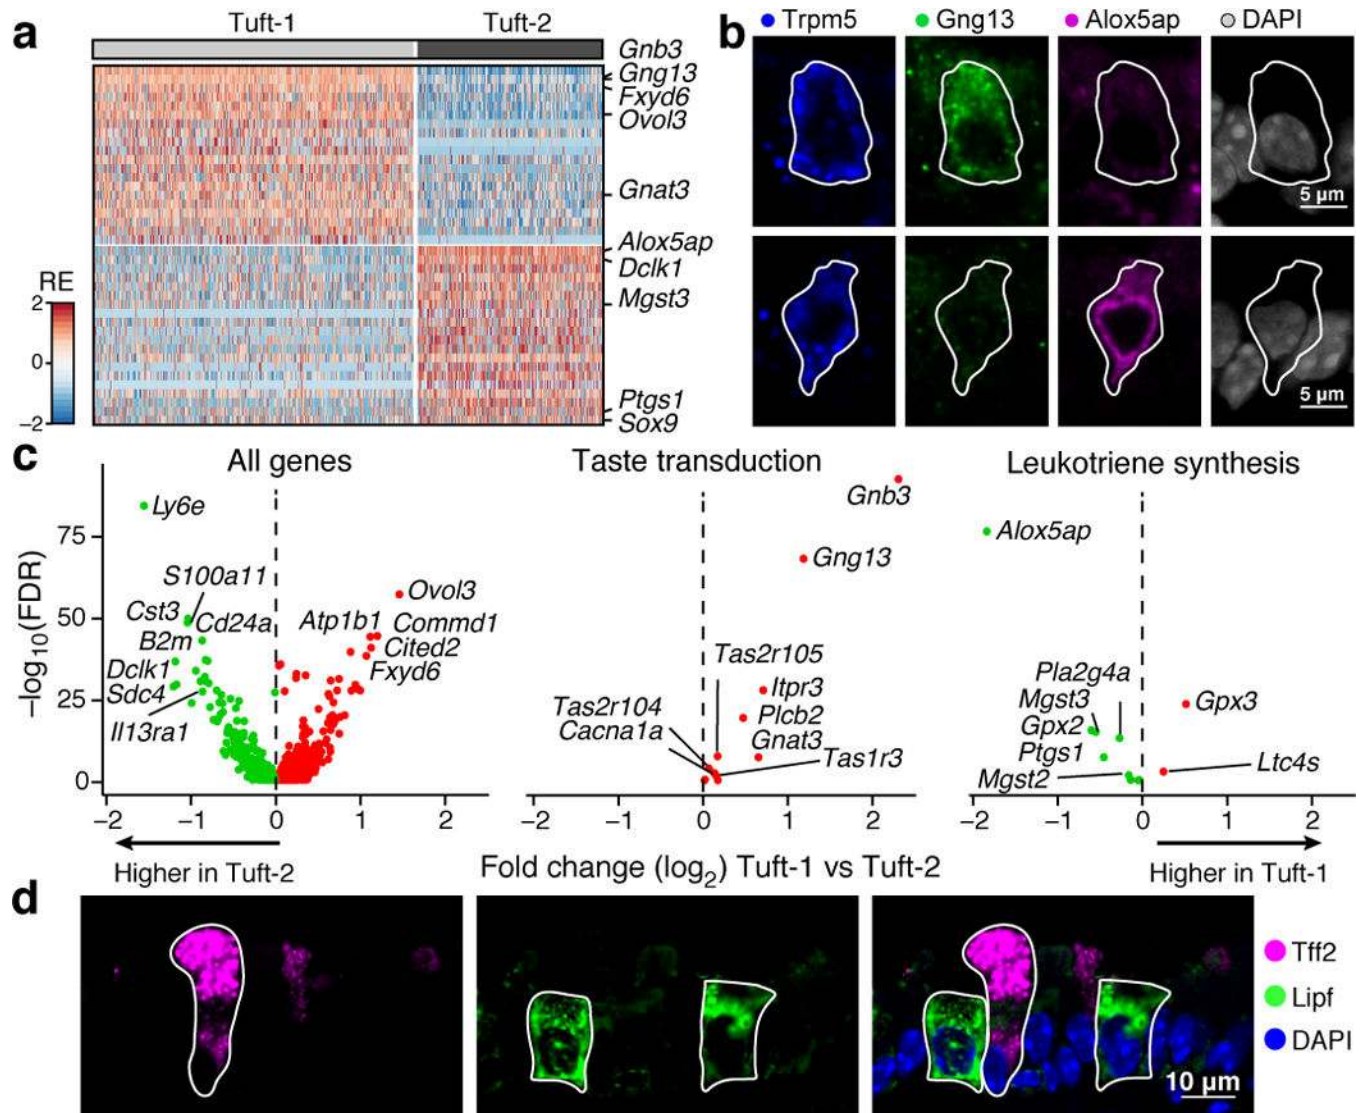 a
Tuft-1
Tuft-2
Gnb3
Gng13
Fxyd6
Ovol3
Gnat3
Alox5ap
Dclk1
Mgst3
Ptgs1
Sox9
RE
2
0
−2
b
Trpm5
Gng13
Alox5ap
DAPI
5 µm
5 µm
c
All genes
Taste transduction
Leukotriene synthesis
−log10(FDR)
75
50
25
0
Ly6e
S100a11
Cst3
Cd24a
B2m
Dclk1
Sdc4
Il13ra1
Ovol3
Atp1b1
Commd1
Cited2
Fxyd6
−2
−1
0
1
2
Gnb3
Gng13
Tas2r105
Itpr3
Tas2r104
Plcb2
Cacna1a
Gnat3
Tas1r3
−2
−1
0
1
2
Alox5ap
Pla2g4a
Mgst3
Gpx3
Gpx2
Ptgs1
Mgst2
Ltc4s
−2
−1
0
1
2
Higher in Tuft-2
Fold change (log2) Tuft-1 vs Tuft-2
Higher in Tuft-1
d
Tff2
Lipf
DAPI
10 µm